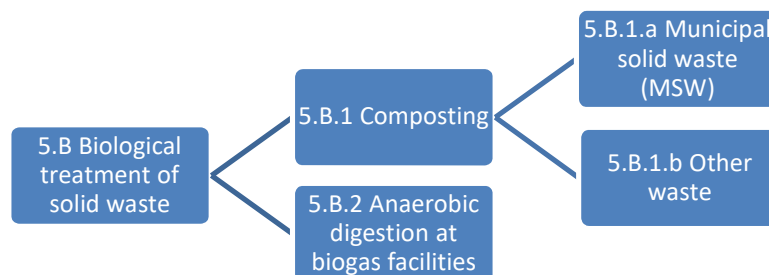 5.B Biological
treatment of
solid waste
5.B.1 Composting
5.B.2 Anaerobic
digestion at
biogas facilities
5.B.1.a Municipal
solid waste
(MSW)
5.B.1.b Other
waste